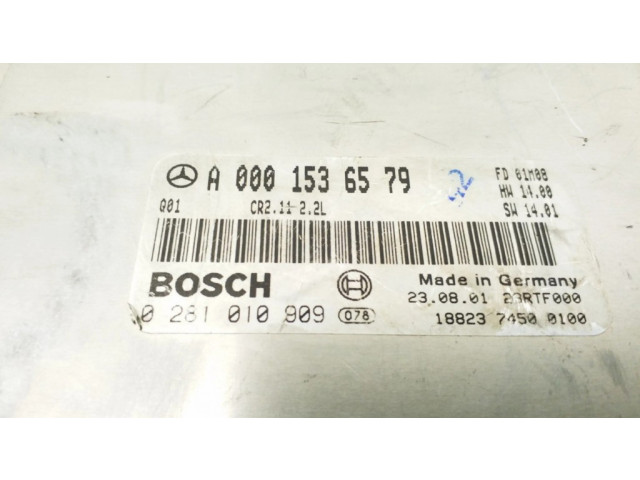 A 000 153 65 79
2
FD 01M08
HW 14.00
Q01 CR2.11-2.2L SW 14.01
BOSCH Made in Germany
23.08.01 23RTF000
0 281 010 909 078 18823 7450 0100